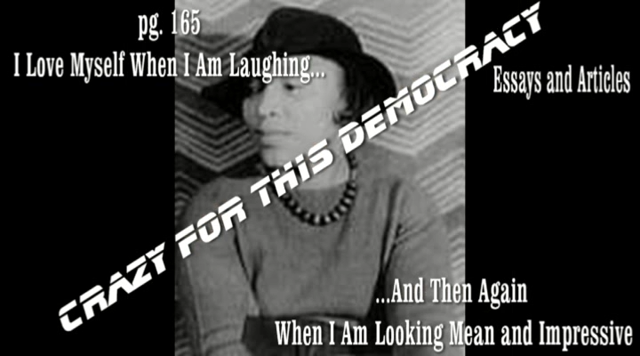 pg. 165
I Love Myself When I Am Laughing...
Essays and Articles
CRAZY FOR THIS DEMOCRACY
...And Then Again
When I Am Looking Mean and Impressive